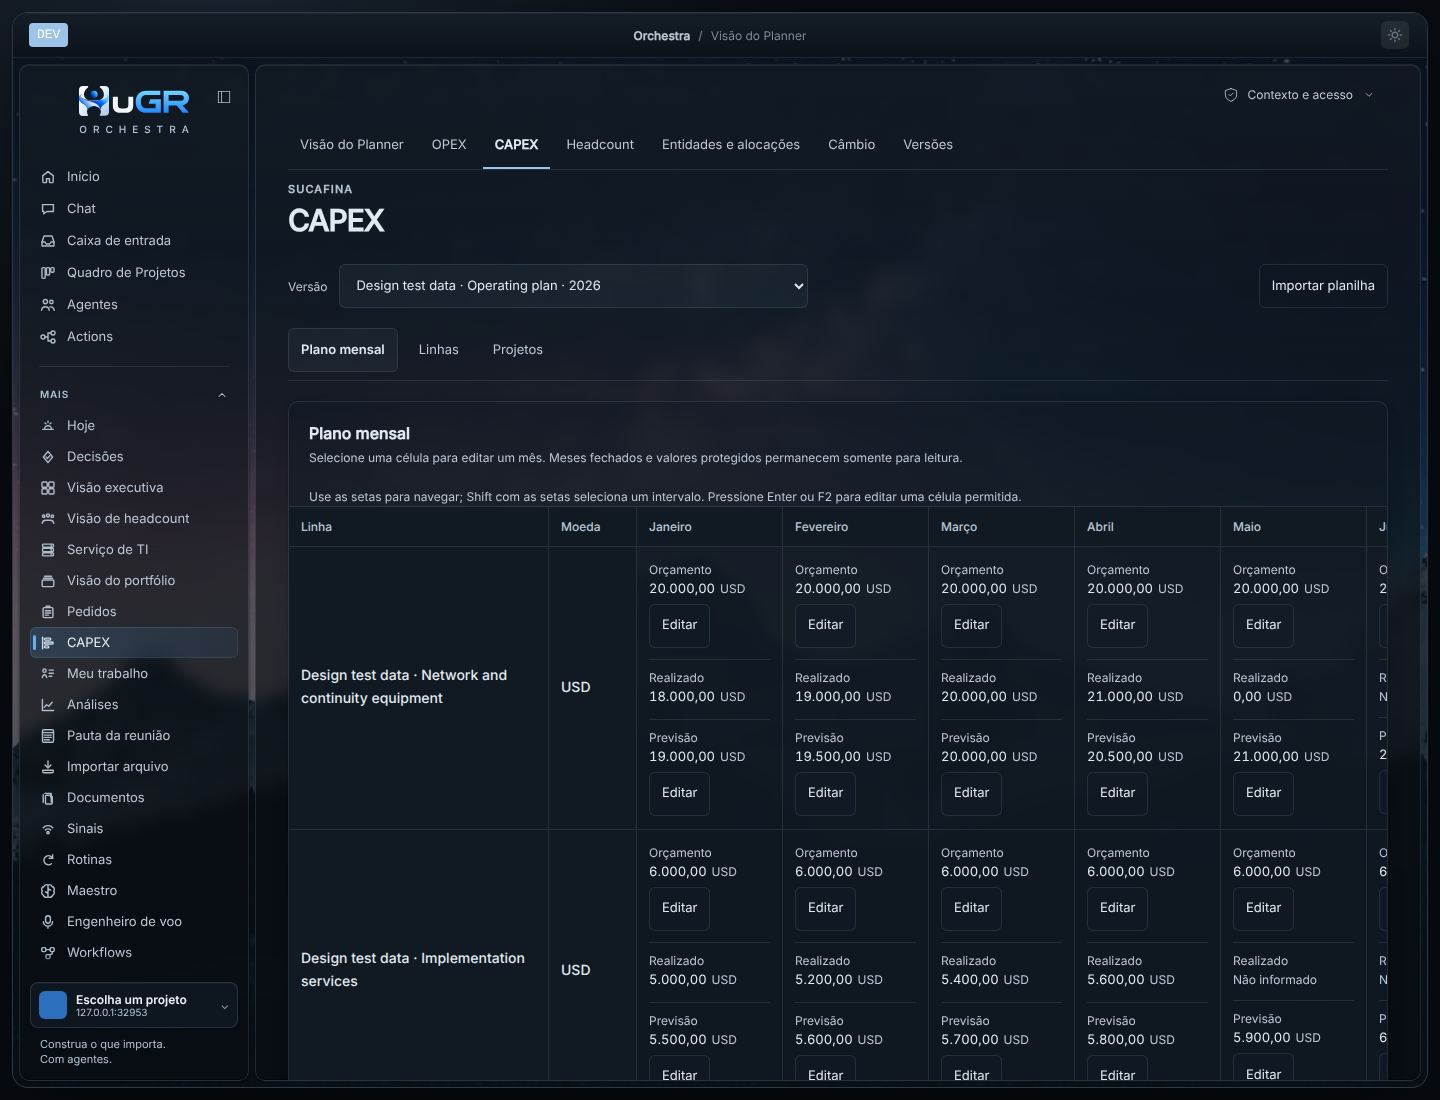 DEV
Orchestra / Visão do Planner
HuGR
ORCHESTRA
Início
Chat
Caixa de entrada
Quadro de Projetos
Agentes
Actions
MAIS
Hoje
Decisões
Visão executiva
Visão de headcount
Serviço de TI
Visão do portfólio
Pedidos
CAPEX
Meu trabalho
Análises
Pauta da reunião
Importar arquivo
Documentos
Sinais
Rotinas
Maestro
Engenheiro de voo
Workflows
Escolha um projeto
127.0.0.1:32953
Construa o que importa.
Com agentes.
Contexto e acesso
Visão do Planner OPEX CAPEX Headcount Entidades e alocações Câmbio Versões
SUCAFINA
CAPEX
Versão Design test data · Operating plan · 2026 Importar planilha
Plano mensal Linhas Projetos
Plano mensal
Selecione uma célula para editar um mês. Meses fechados e valores protegidos permanecem somente para leitura.
Use as setas para navegar; Shift com as setas seleciona um intervalo. Pressione Enter ou F2 para editar uma célula permitida.
Linha Moeda Janeiro Fevereiro Março Abril Maio
Orçamento Orçamento Orçamento Orçamento Orçamento
20.000,00 USD 20.000,00 USD 20.000,00 USD 20.000,00 USD 20.000,00 USD
Editar Editar Editar Editar Editar
Design test data · Network and
continuity equipment
USD
Realizado Realizado Realizado Realizado Realizado
18.000,00 USD 19.000,00 USD 20.000,00 USD 21.000,00 USD 0,00 USD
Previsão Previsão Previsão Previsão Previsão
19.000,00 USD 19.500,00 USD 20.000,00 USD 20.500,00 USD 21.000,00 USD
Editar Editar Editar Editar Editar
Orçamento Orçamento Orçamento Orçamento Orçamento
6.000,00 USD 6.000,00 USD 6.000,00 USD 6.000,00 USD 6.000,00 USD
Editar Editar Editar Editar Editar
Design test data · Implementation
services
USD
Realizado Realizado Realizado Realizado Realizado
5.000,00 USD 5.200,00 USD 5.400,00 USD 5.600,00 USD Não informado
Previsão Previsão Previsão Previsão Previsão
5.500,00 USD 5.600,00 USD 5.700,00 USD 5.800,00 USD 5.900,00 USD
Editar Editar Editar Editar Editar